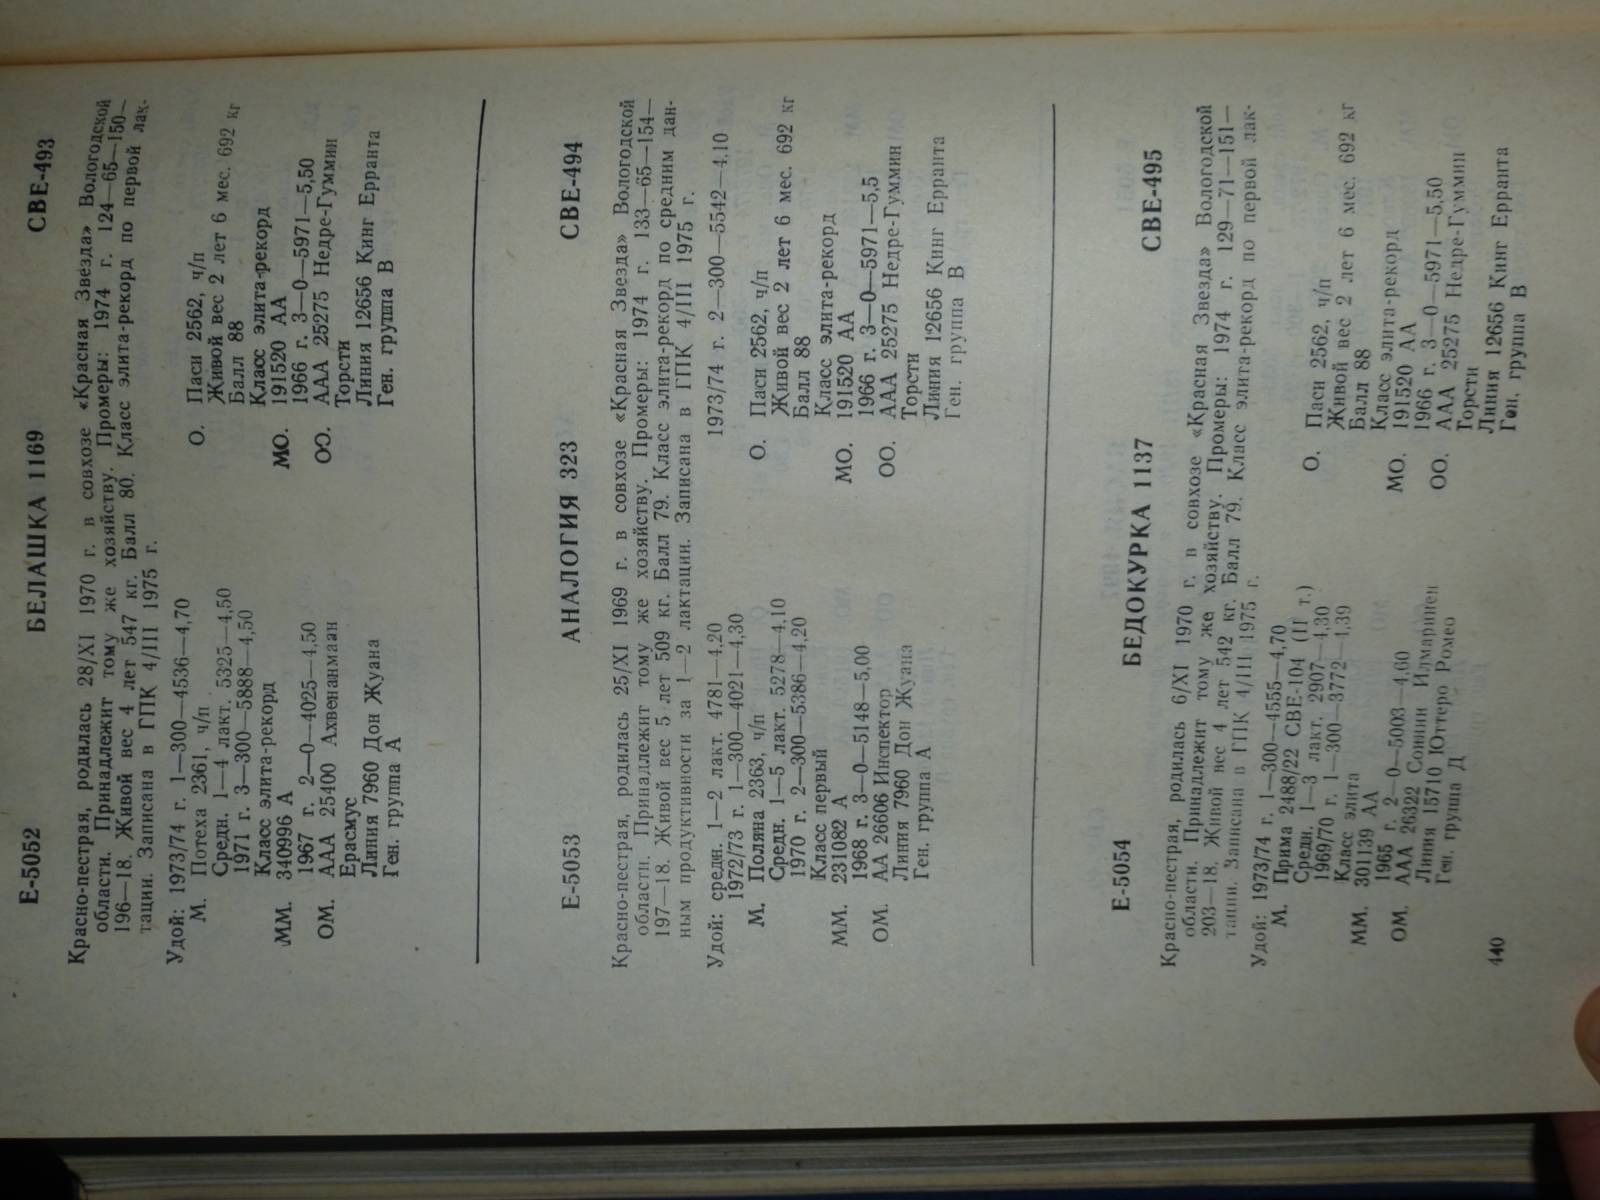 Е-5052 БЕЛАШКА 1169 СВЕ-493
Красно-пестрая, родилась 28/XI 1970 г. в совхозе «Красная Звезда» Вологодской
области. Принадлежит тому же хозяйству. Промеры: 1974 г. 124—65—150—
196—18. Живой вес 4 лет 547 кг. Балл 80. Класс элита-рекорд по первой лак-
тации. Записана в ГПК 4/III 1975 г.
Удой: 1973/74 г. 1—300—4536—4,70
М. Потеха 2361, ч/п
Средн. 1—4 лакт. 5325—4,50
1971 г. 3—300—5888—4,50
Класс элита-рекорд
ММ. 340996 А
1967 г. 2—0—4025—4,50
ОМ. ААА 25400 Ахвенанман
Ерасмус
Линия 7960 Дон Жуана
Ген. группа А
О. Паси 2562, ч/п
Живой вес 2 лет 6 мес. 692 кг
Балл 88
Класс элита-рекорд
МО. 191520 АА
1966 г. 3—0—5971—5,50
ОО. ААА 25275 Недре-Гуммин
Торсти
Линия 12656 Кинг Ерранта
Ген. группа В
Е-5053 АНАЛОГИЯ 323 СВЕ-494
Красно-пестрая, родилась 25/XI 1969 г. в совхозе «Красная Звезда» Вологодской
области. Принадлежит тому же хозяйству. Промеры: 1974 г. 133—65—154—
197—18. Живой вес 5 лет 509 кг. Балл 79. Класс элита-рекорд по средним дан-
ным продуктивности за 1—2 лактации. Записана в ГПК 4/III 1975 г.
Удой: средн. 1—2 лакт. 4781—4,20 1973/74 г. 2—300—5542—4,10
1972/73 г. 1—300—4021—4,30
М. Поляна 2363, ч/п
Средн. 1—5 лакт. 5278—4,10
1970 г. 2—300—5386—4,20
Класс первый
ММ. 231082 А
1968 г. 3—0—5148—5,00
ОМ. АА 26606 Инспектор
Линия 7960 Дон Жуана
Ген. группа А
О. Паси 2562, ч/п
Живой вес 2 лет 6 мес. 692 кг
Балл 88
Класс элита-рекорд
МО. 191520 АА
1966 г. 3—0—5971—5,5
ОО. ААА 25275 Недре-Гуммин
Торсти
Линия 12656 Кинг Ерранта
Ген. группа В
Е-5054 БЕДОКУРКА 1137 СВЕ-495
Красно-пестрая, родилась 6/XI 1970 г. в совхозе «Красная Звезда» Вологодской
области. Принадлежит тому же хозяйству. Промеры: 1974 г. 129—71—151—
203—18. Живой вес 4 лет 542 кг. Балл 79. Класс элита-рекорд по первой лак-
тации. Записана в ГПК 4/III 1975 г.
Удой: 1973/74 г. 1—300—4555—4,70
М. Прима 2488/22 СВЕ-104 (II т.)
Средн. 1—3 лакт. 2907—4,30
1969/70 г. 1—300—3772—4,39
Класс элита
ММ. 301139 АА
1965 г. 2—0—5003—4,60
ОМ. ААА 26322 Соинин Илмаринен
Линия 15710 Юттеро Ромео
Ген. группа Д
О. Паси 2562, ч/п
Живой вес 2 лет 6 мес. 692 кг
Балл 88
Класс элита-рекорд
МО. 191520 АА
1966 г. 3—0—5971—5,50
ОО. ААА 25275 Недре-Гуммин
Торсти
Линия 12656 Кинг Ерранта
Ген. группа В
440